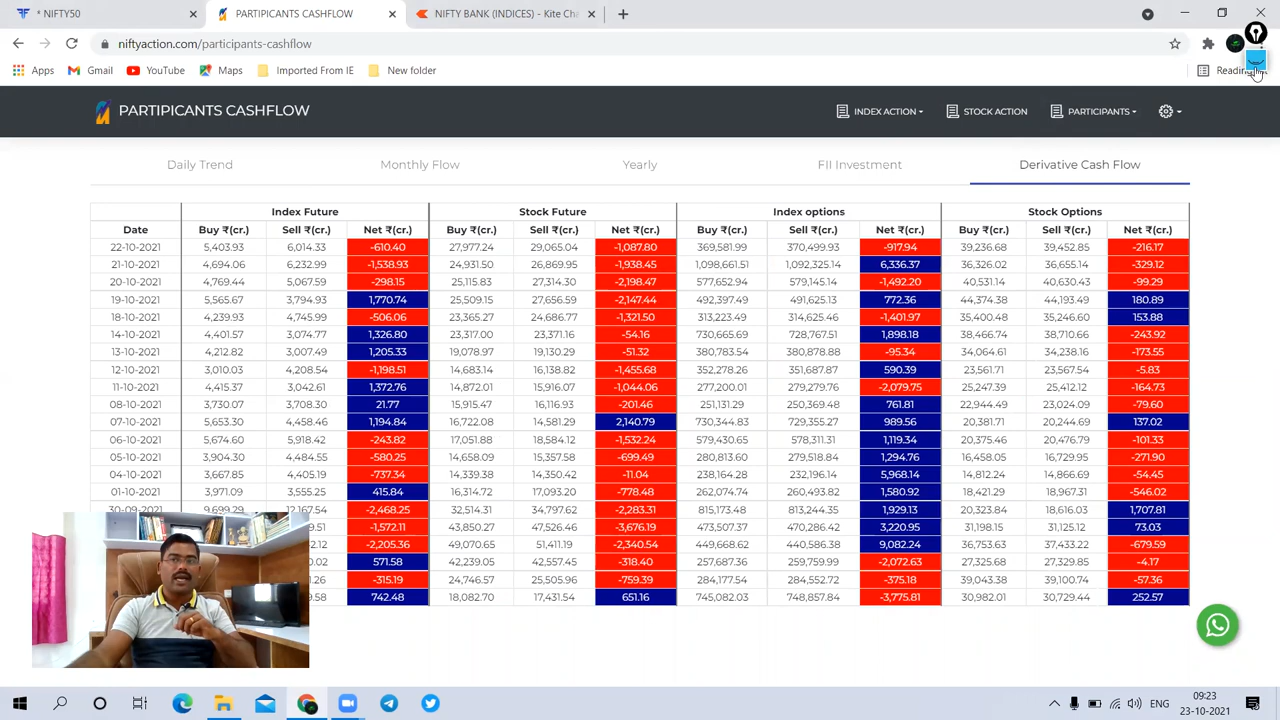 * NIFTY50
PARTIPICANTS CASHFLOW
NIFTY BANK (INDICES) - Kite Cha
niftyaction.com/participants-cashflow
Apps Gmail YouTube Maps Imported From IE New folder
PARTIPICANTS CASHFLOW
INDEX ACTION STOCK ACTION PARTICIPANTS
Daily Trend Monthly Flow Yearly FII Investment Derivative Cash Flow
Index Future Stock Future Index options Stock Options
Date Buy ₹(cr.) Sell ₹(cr.) Net ₹(cr.) Buy ₹(cr.) Sell ₹(cr.) Net ₹(cr.) Buy ₹(cr.) Sell ₹(cr.) Net ₹(cr.) Buy ₹(cr.) Sell ₹(cr.) Net ₹(cr.)
22-10-2021 5,403.93 6,014.33 -610.40 27,977.24 29,065.04 -1,087.80 369,581.99 370,499.93 -917.94 39,236.68 39,452.85 -216.17
21-10-2021 4,694.06 6,232.99 -1,538.93 24,931.50 26,869.95 -1,938.45 1,098,661.51 1,092,325.14 6,336.37 36,326.02 36,655.14 -329.12
20-10-2021 4,769.44 5,067.59 -298.15 25,115.83 27,314.30 -2,198.47 577,652.94 579,145.14 -1,492.20 40,531.14 40,630.43 -99.29
19-10-2021 5,565.67 3,794.93 1,770.74 25,509.15 27,656.59 -2,147.44 492,397.49 491,625.13 772.36 44,374.38 44,193.49 180.89
18-10-2021 4,239.93 4,745.99 -506.06 23,365.27 24,686.77 -1,321.50 313,223.49 314,625.46 -1,401.97 35,400.48 35,246.60 153.88
14-10-2021 4,401.57 3,074.77 1,326.80 23,317.00 23,371.16 -54.16 730,665.69 728,767.51 1,898.18 38,466.74 38,710.66 -243.92
13-10-2021 4,212.82 3,007.49 1,205.33 19,078.97 19,130.29 -51.32 380,783.54 380,878.88 -95.34 34,064.61 34,238.16 -173.55
12-10-2021 3,010.03 4,208.54 -1,198.51 14,683.14 16,138.82 -1,455.68 352,278.26 351,687.87 590.39 23,561.71 23,567.54 -5.83
11-10-2021 4,415.37 3,042.61 1,372.76 14,872.01 15,916.07 -1,044.06 277,200.01 279,279.76 -2,079.75 25,247.39 25,412.12 -164.73
08-10-2021 3,730.07 3,708.30 21.77 15,915.47 16,116.93 -201.46 251,131.29 250,369.48 761.81 22,944.49 23,024.09 -79.60
07-10-2021 5,653.30 4,458.46 1,194.84 16,722.08 14,581.29 2,140.79 730,344.83 729,355.27 989.56 20,381.71 20,244.69 137.02
06-10-2021 5,674.60 5,918.42 -243.82 17,051.88 18,584.12 -1,532.24 579,430.65 578,311.31 1,119.34 20,375.46 20,476.79 -101.33
05-10-2021 3,904.30 4,484.55 -580.25 14,658.09 15,357.58 -699.49 280,813.60 279,518.84 1,294.76 16,458.05 16,729.95 -271.90
04-10-2021 3,667.85 4,405.19 -737.34 14,339.38 14,350.42 -11.04 238,164.28 232,196.14 5,968.14 14,812.24 14,866.69 -54.45
01-10-2021 3,971.09 3,555.25 415.84 16,314.72 17,093.20 -778.48 262,074.74 260,493.82 1,580.92 18,421.29 18,967.31 -546.02
30-09-2021 9,699.29 12,167.54 -2,468.25 32,514.31 34,797.62 -2,283.31 815,173.48 813,244.35 1,929.13 20,323.84 18,616.03 1,707.81
9.51 -1,572.11 43,850.27 47,526.46 -3,676.19 473,507.37 470,286.42 3,220.95 31,198.15 31,125.12 73.03
2.12 -2,205.36 49,070.65 51,411.19 -2,340.54 449,668.62 440,586.38 9,082.24 36,753.63 37,433.22 -679.59
0.02 571.58 42,239.05 42,557.45 -318.40 257,687.36 259,759.99 -2,072.63 27,325.68 27,329.85 -4.17
1.26 -315.19 24,746.57 25,505.96 -759.39 284,177.54 284,552.72 -375.18 39,043.38 39,100.74 -57.36
9.58 742.48 18,082.70 17,431.54 651.16 745,082.03 748,857.84 -3,775.81 30,982.01 30,729.44 252.57
ENG
09:23
23-10-2021